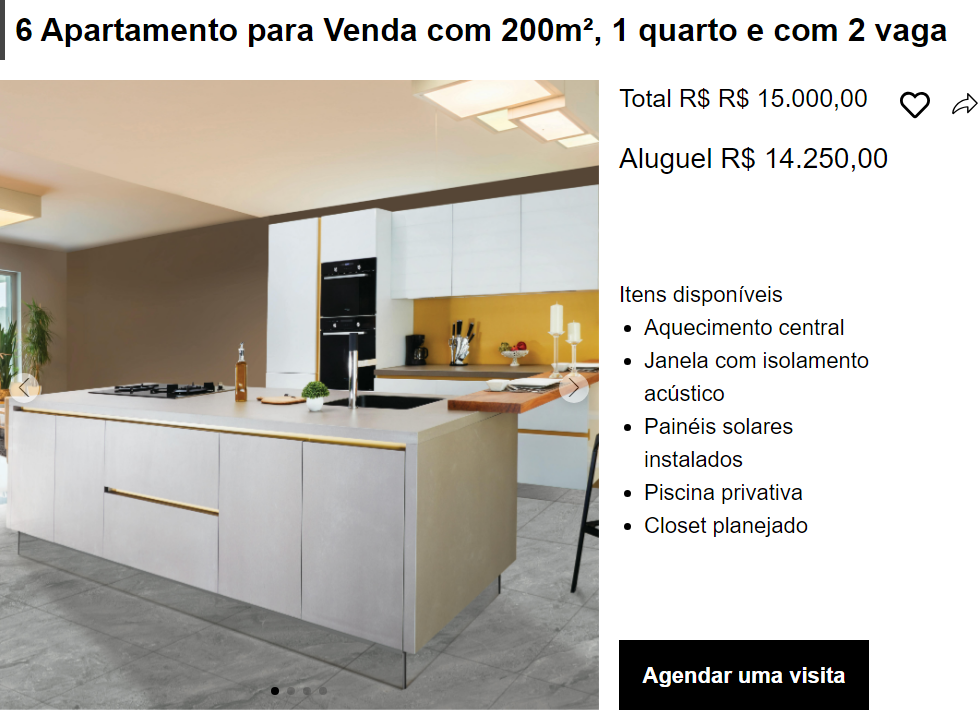 6 Apartamento para Venda com 200m², 1 quarto e com 2 vaga
Total R$ R$ 15.000,00
Aluguel R$ 14.250,00
Itens disponíveis
Aquecimento central
Janela com isolamento
acústico
Painéis solares
instalados
Piscina privativa
Closet planejado
Agendar uma visita